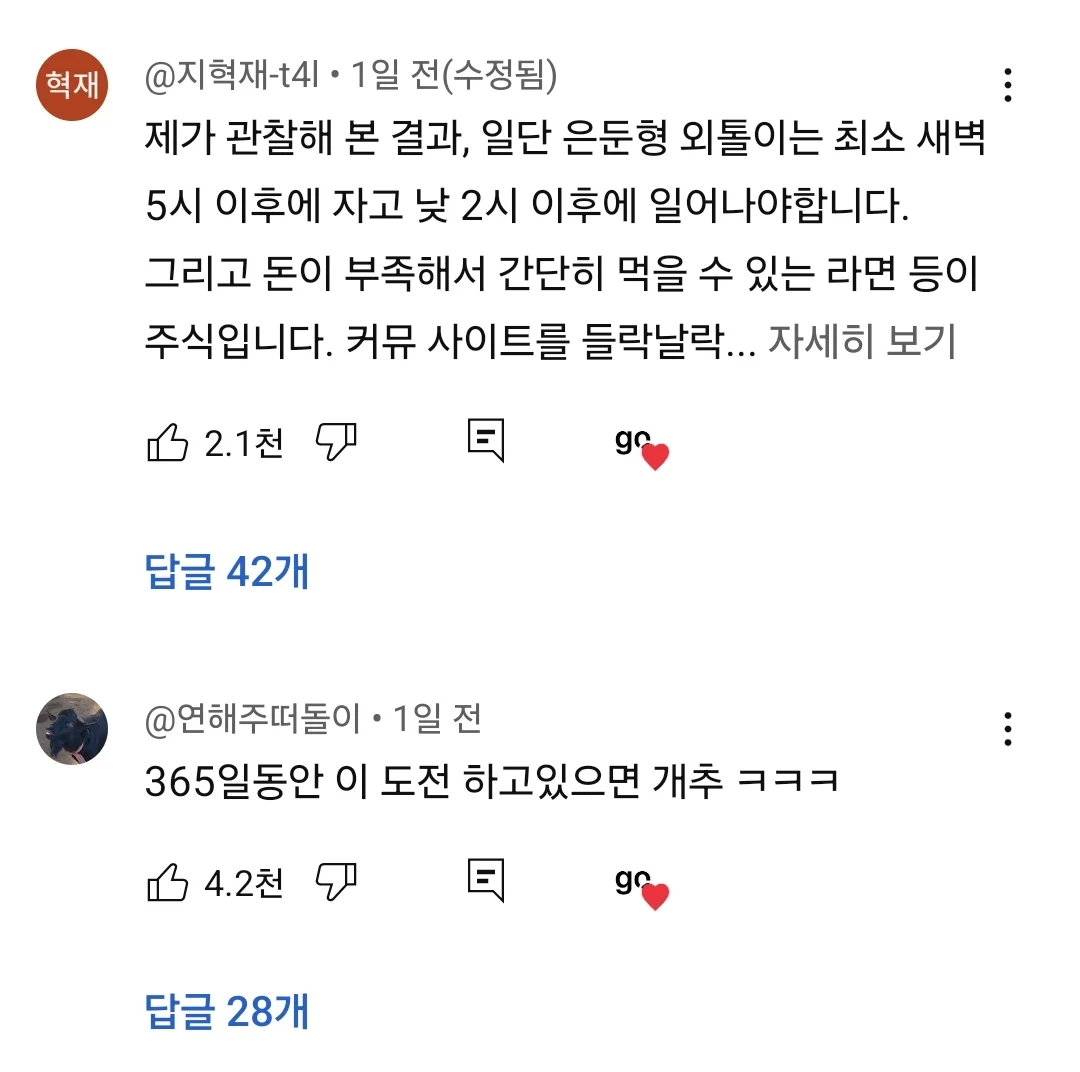 혁재
@지혁재-t4l • 1일 전(수정됨)
제가 관찰해 본 결과, 일단 은둔형 외톨이는 최소 새벽
5시 이후에 자고 낮 2시 이후에 일어나야합니다.
그리고 돈이 부족해서 간단히 먹을 수 있는 라면 등이
주식입니다. 커뮤 사이트를 들락날락... 자세히 보기
2.1천
go
답글 42개
@연해주떠돌이 • 1일 전
365일동안 이 도전 하고있으면 개추 ㅋㅋㅋ
4.2천
go
답글 28개